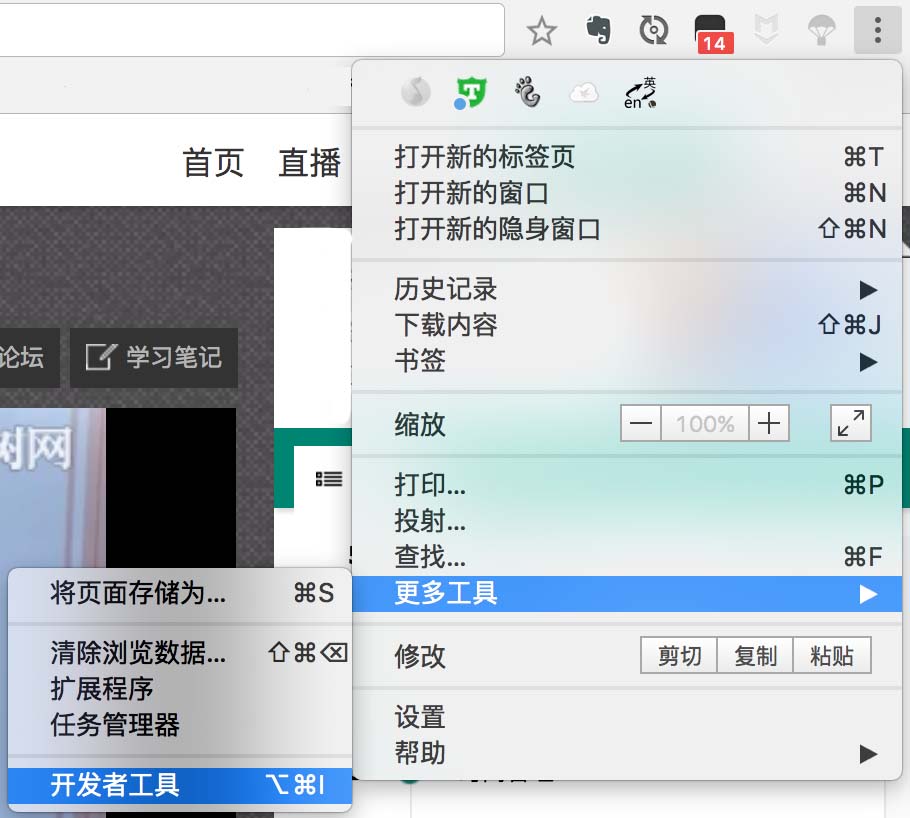 14
英
en
首页 直播
打开新的标签页 ⌘T
打开新的窗口 ⌘N
打开新的隐身窗口 ⇧⌘N
历史记录 ▶
下载内容 ⇧⌘J
书签 ▶
论坛 学习笔记
缩放 — 100% +
树网
打印... ⌘P
投射...
查找... ⌘F
更多工具 ▶
将页面存储为... ⌘S
清除浏览数据... ⇧⌘⌫
扩展程序
任务管理器
开发者工具 ⌥⌘I
修改 剪切 复制 粘贴
设置
帮助 ▶